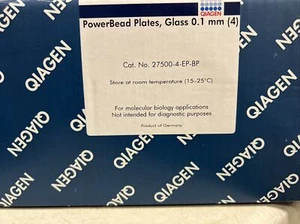 QIAGEN
PowerBead Plates, Glass 0.1 mm (4)
Cat. No. 27500-4-EP-BP
Store at room temperature (15–25°C)
For molecular biology applications
Not intended for diagnostic purposes
Product of Germany
QIAGEN
QIAGEN
QIAGEN
QIAGEN
QIAGEN
QIAGEN
QIAGEN
QIAGEN
QIAGEN